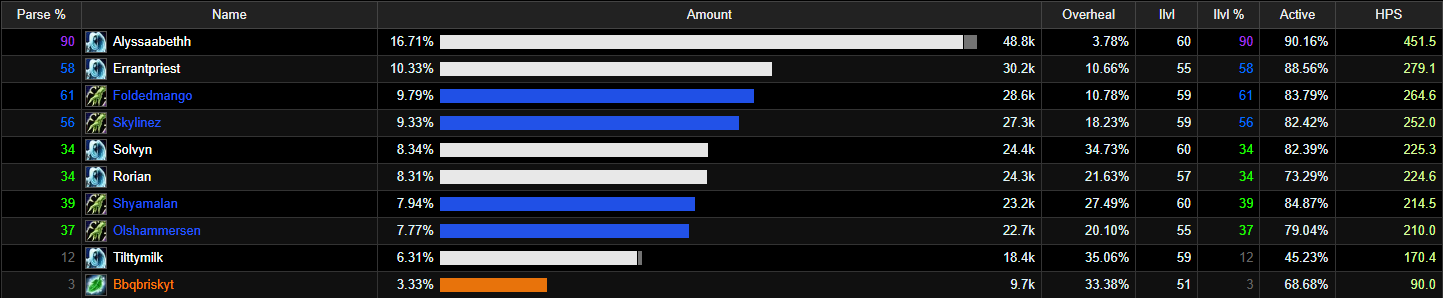 Parse % Name Amount Overheal Ilvl Ilvl % Active HPS
90 Alyssaabethh 16.71% 48.8k 3.78% 60 90 90.16% 451.5
58 Errantpriest 10.33% 30.2k 10.66% 55 58 88.56% 279.1
61 Foldedmango 9.79% 28.6k 10.78% 59 61 83.79% 264.6
56 Skylinez 9.33% 27.3k 18.23% 59 56 82.42% 252.0
34 Solvyn 8.34% 24.4k 34.73% 60 34 82.39% 225.3
34 Rorian 8.31% 24.3k 21.63% 57 34 73.29% 224.6
39 Shyamalan 7.94% 23.2k 27.49% 60 39 84.87% 214.5
37 Olshammersen 7.77% 22.7k 20.10% 55 37 79.04% 210.0
12 Tilttymilk 6.31% 18.4k 35.06% 59 12 45.23% 170.4
3 Bbqbriskyt 3.33% 9.7k 33.38% 51 3 68.68% 90.0